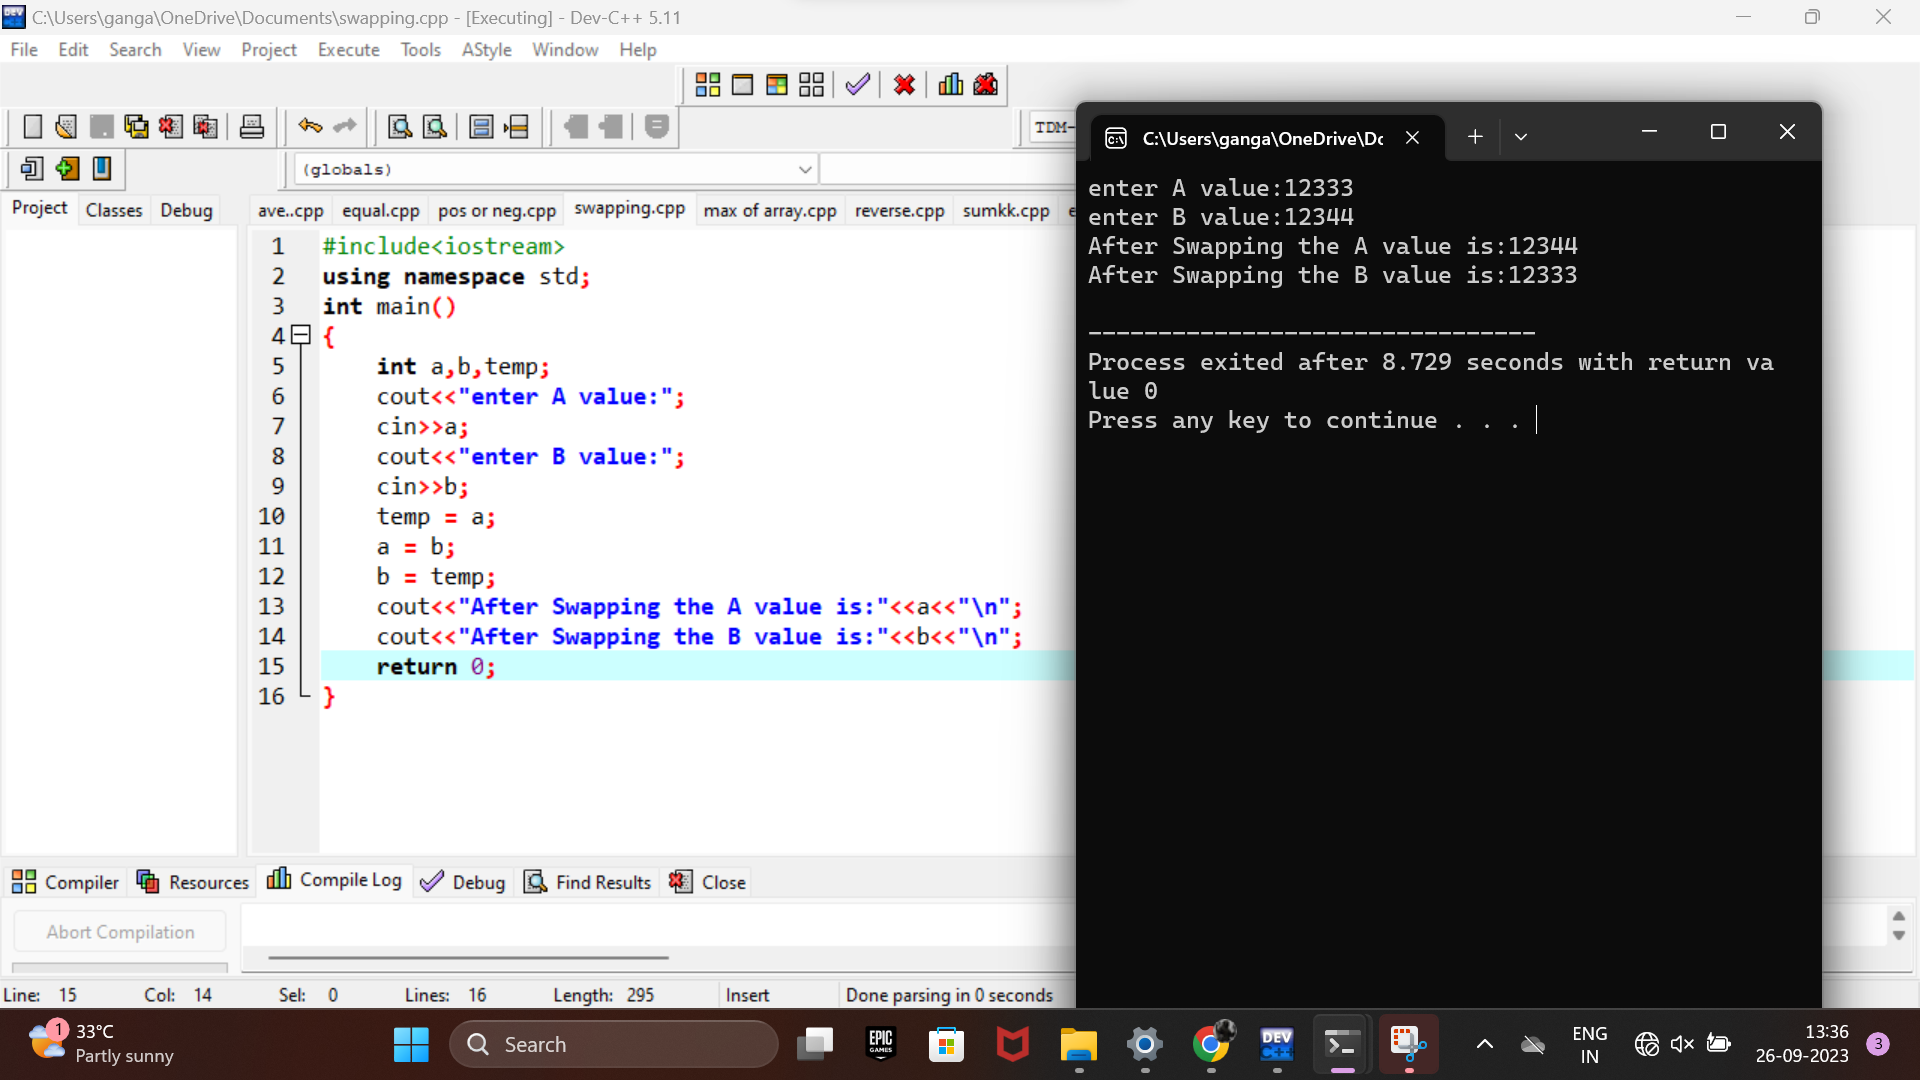 C:\Users\ganga\OneDrive\Documents\swapping.cpp - [Executing] - Dev-C++ 5.11
File Edit Search View Project Execute Tools AStyle Window Help
TDM-
(globals)
Project Classes Debug
ave..cpp equal.cpp pos or neg.cpp swapping.cpp max of array.cpp reverse.cpp sumkk.cpp
1 #include<iostream>
2 using namespace std;
3 int main()
4 {
5 int a,b,temp;
6 cout<<"enter A value:";
7 cin>>a;
8 cout<<"enter B value:";
9 cin>>b;
10 temp = a;
11 a = b;
12 b = temp;
13 cout<<"After Swapping the A value is:"<<a<<"\n";
14 cout<<"After Swapping the B value is:"<<b<<"\n";
15 return 0;
16 }
C:\Users\ganga\OneDrive\Dc
enter A value:12333
enter B value:12344
After Swapping the A value is:12344
After Swapping the B value is:12333
--------------------------------
Process exited after 8.729 seconds with return va
lue 0
Press any key to continue . . .
Compiler Resources Compile Log Debug Find Results Close
Abort Compilation
Line: 15 Col: 14 Sel: 0 Lines: 16 Length: 295 Insert Done parsing in 0 seconds
1
33°C
Partly sunny
Search
EPIC
GAMES
DEV
C++
ENG
IN
13:36
26-09-2023
3